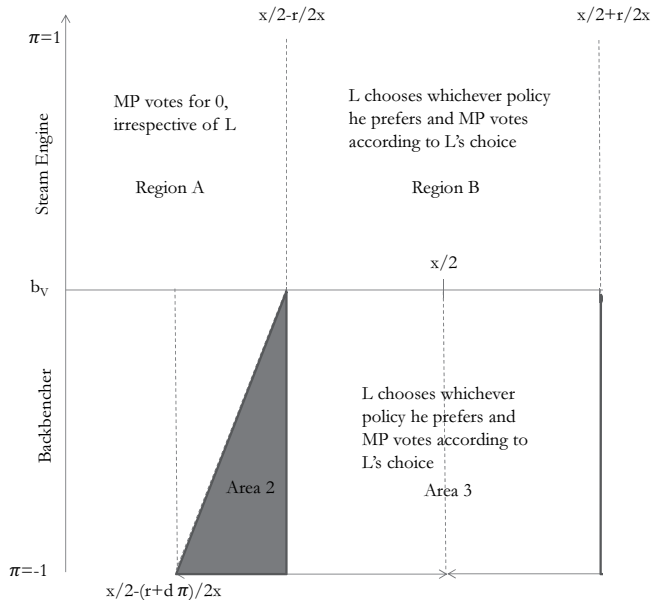 x/2-r/2x
x/2+r/2x
π=1
MP votes for 0,
irrespective of L
L chooses whichever policy
he prefers and MP votes
according to L's choice
Steam Engine
Region A
Region B
x/2
bV
L chooses whichever
policy he prefers and
MP votes according to
L's choice
Backbencher
Area 2
Area 3
π=-1
x/2-(r+d π)/2x